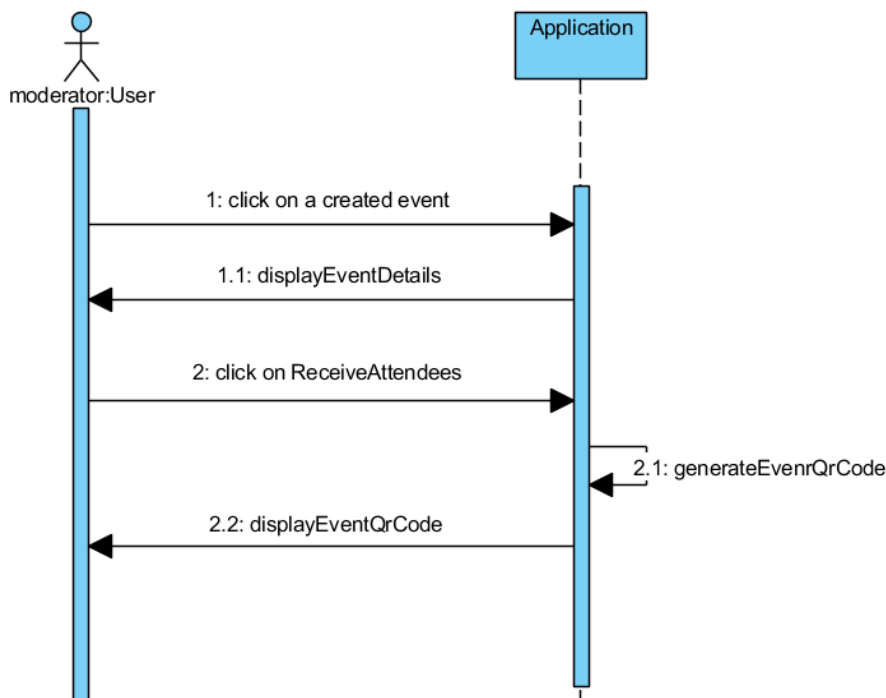 Application
moderator:User
1: click on a created event
1.1: displayEventDetails
2: click on ReceiveAttendees
2.1: generateEvenrQrCode
2.2: displayEventQrCode